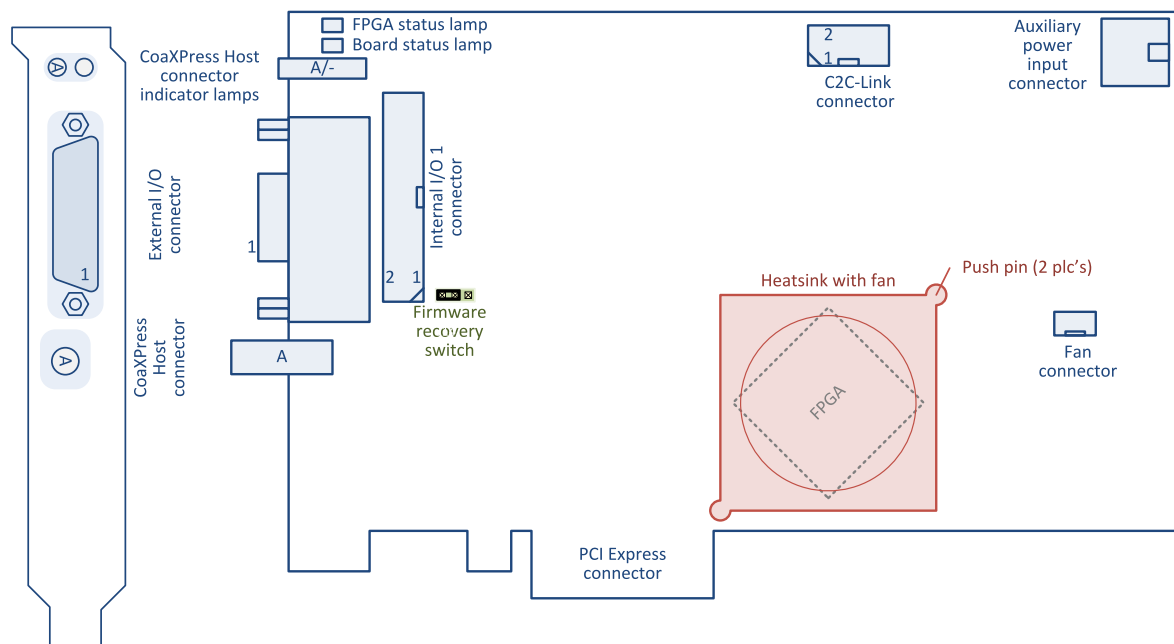 FPGA status lamp
Board status lamp
CoaXPress Host
connector
indicator lamps
A/-
A
2
1
C2C-Link
connector
Auxiliary
power
input
connector
External I/O
connector
1
1
Internal I/O 1
connector
2 1
Firmware
recovery
switch
Heatsink with fan
Push pin (2 plc's)
FPGA
Fan
connector
CoaXPress
Host
connector
A
A
PCI Express
connector